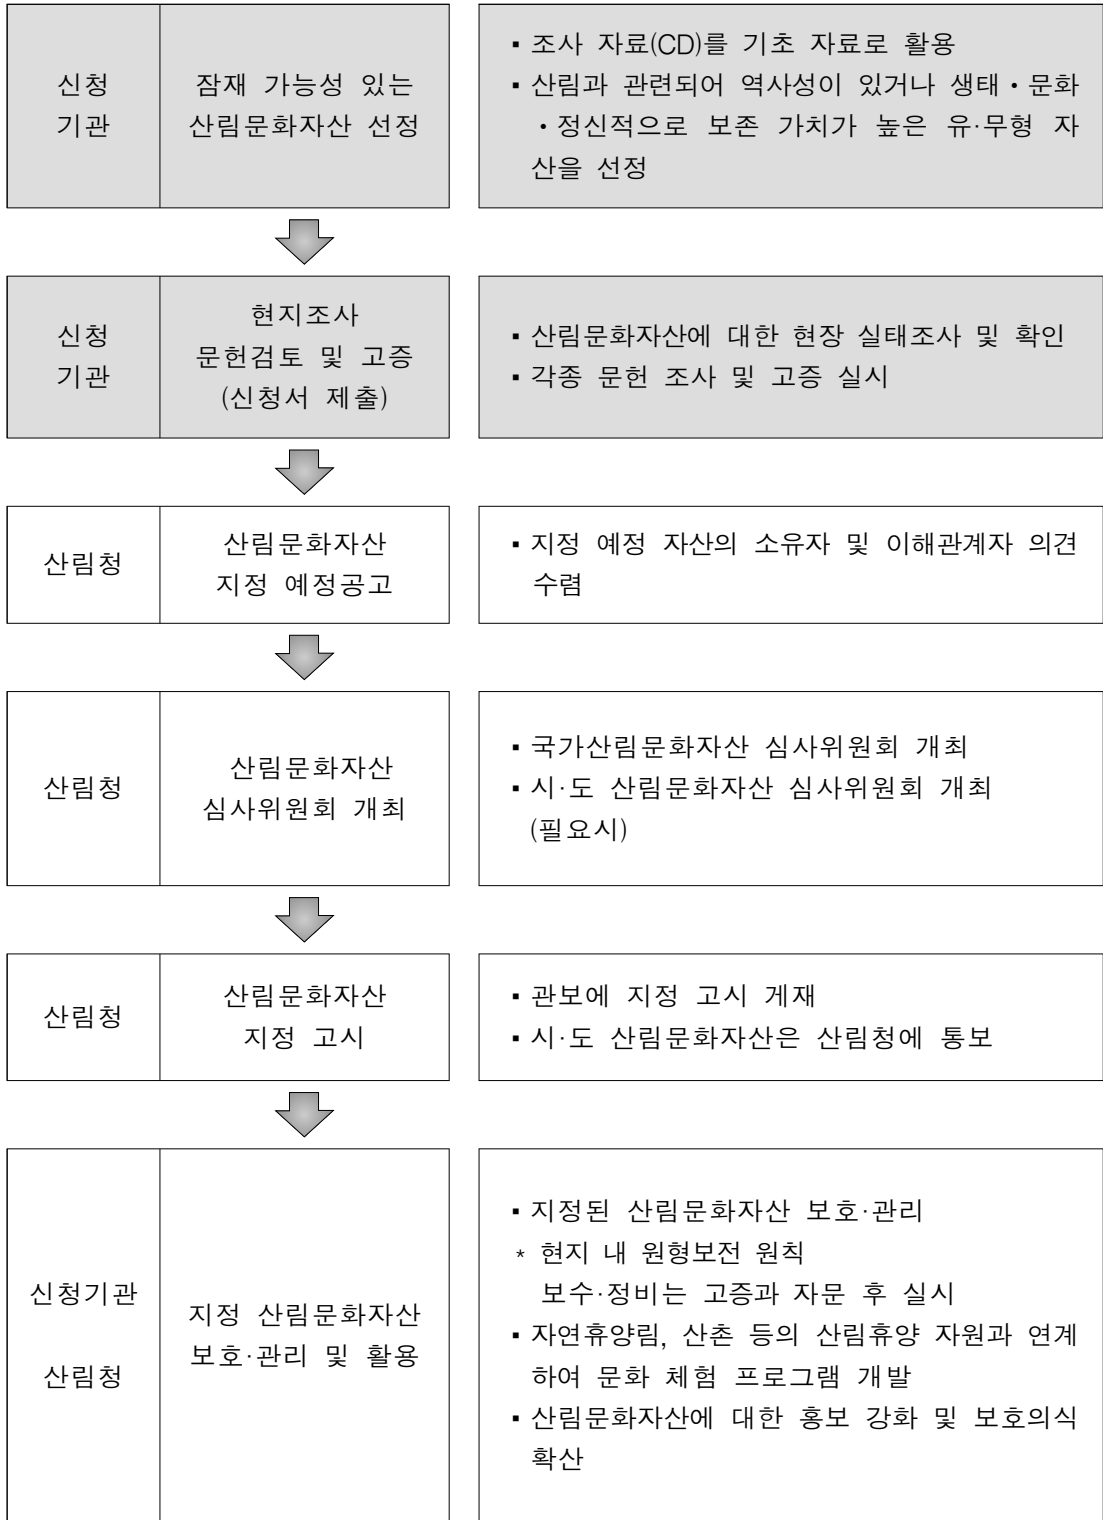 신청
기관
잠재 가능성 있는
산림문화자산 선정
▪ 조사 자료(CD)를 기초 자료로 활용
▪ 산림과 관련되어 역사성이 있거나 생태・문화
・정신적으로 보존 가치가 높은 유·무형 자
산을 선정
신청
기관
현지조사
문헌검토 및 고증
(신청서 제출)
▪ 산림문화자산에 대한 현장 실태조사 및 확인
▪ 각종 문헌 조사 및 고증 실시
산림청
산림문화자산
지정 예정공고
▪ 지정 예정 자산의 소유자 및 이해관계자 의견
수렴
산림청
산림문화자산
심사위원회 개최
▪ 국가산림문화자산 심사위원회 개최
▪ 시·도 산림문화자산 심사위원회 개최
(필요시)
산림청
산림문화자산
지정 고시
▪ 관보에 지정 고시 게재
▪ 시·도 산림문화자산은 산림청에 통보
신청기관
산림청
지정 산림문화자산
보호·관리 및 활용
▪ 지정된 산림문화자산 보호·관리
* 현지 내 원형보전 원칙
보수·정비는 고증과 자문 후 실시
▪ 자연휴양림, 산촌 등의 산림휴양 자원과 연계
하여 문화 체험 프로그램 개발
▪ 산림문화자산에 대한 홍보 강화 및 보호의식
확산